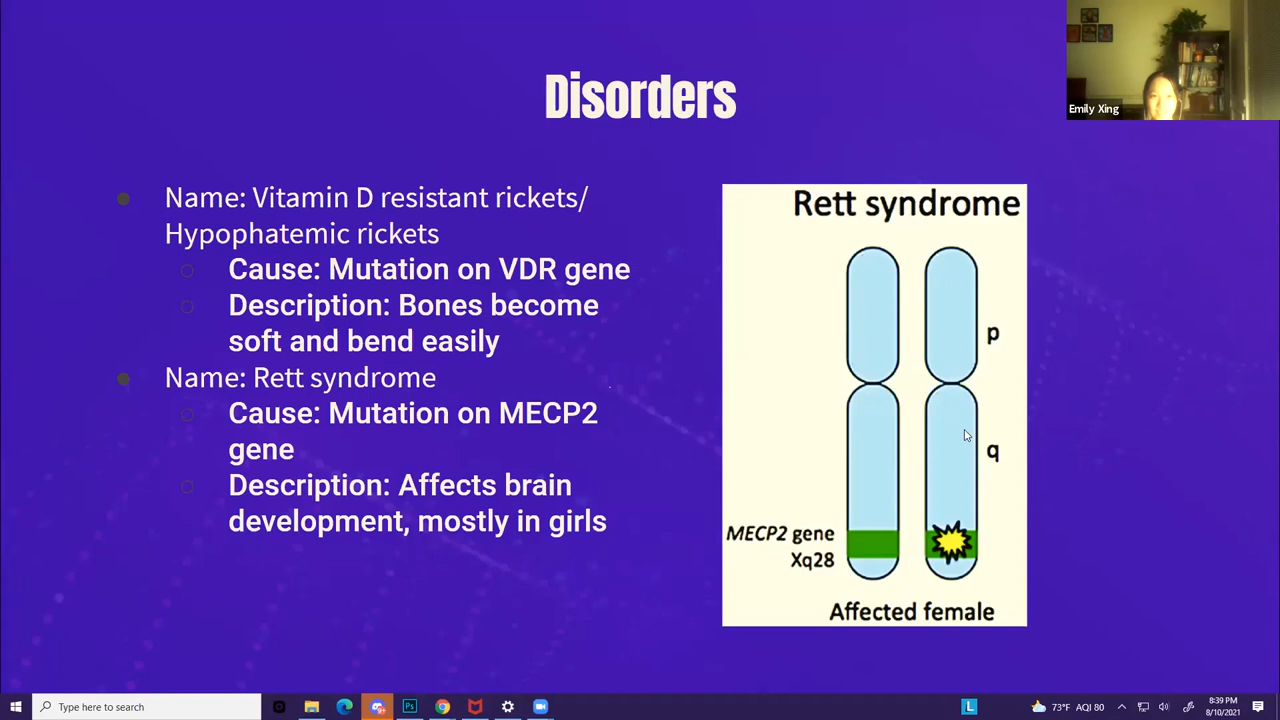 Disorders
Emily Xing
Name: Vitamin D resistant rickets/
Hypophatemic rickets
Cause: Mutation on VDR gene
Description: Bones become
soft and bend easily
Name: Rett syndrome
Cause: Mutation on MECP2
gene
Description: Affects brain
development, mostly in girls
Rett syndrome
p
q
MECP2 gene
Xq28
Affected female
Type here to search
Ps
L
73°F AQI 80
8:39 PM
8/10/2021